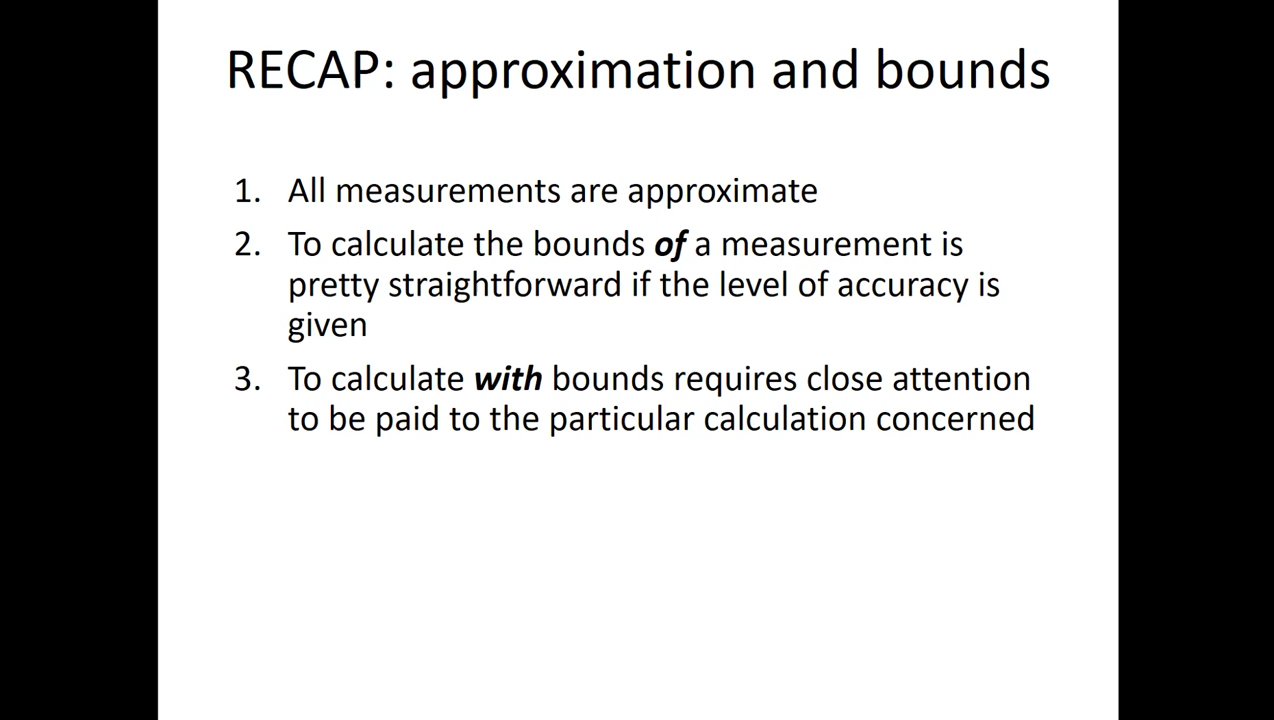 RECAP: approximation and bounds
1. All measurements are approximate
2. To calculate the bounds of a measurement is
pretty straightforward if the level of accuracy is
given
3. To calculate with bounds requires close attention
to be paid to the particular calculation concerned